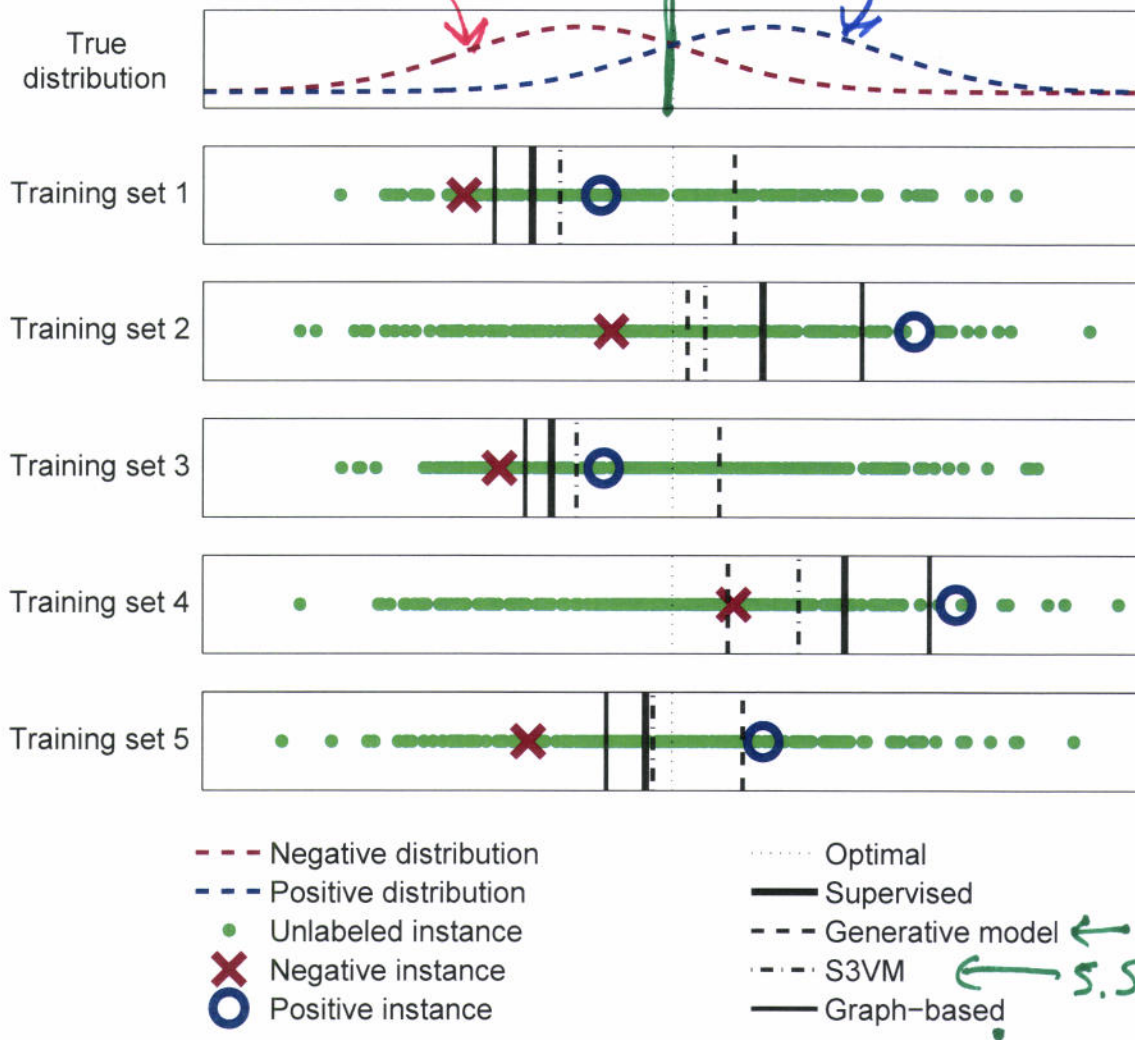 True
distribution
Training set 1
Training set 2
Training set 3
Training set 4
Training set 5
Negative distribution
Positive distribution
Unlabeled instance
Negative instance
Positive instance
Optimal
Supervised
Generative model
S3VM
S.S
Graph-based